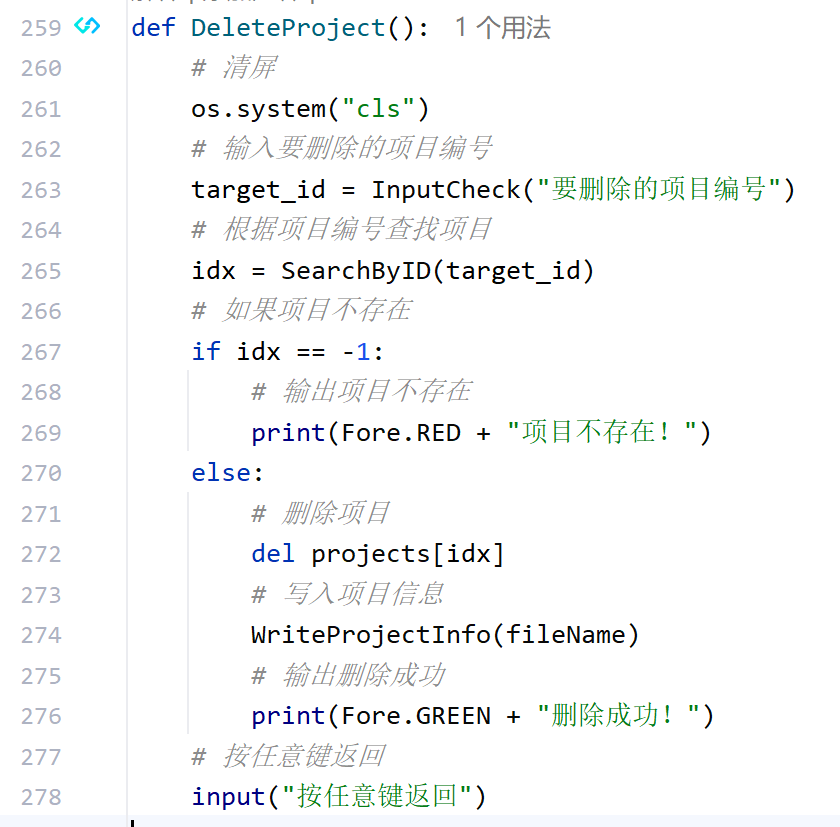 259 def DeleteProject(): 1 个用法
260 # 清屏
261 os.system("cls")
262 # 输入要删除的项目编号
263 target_id = InputCheck("要删除的项目编号")
264 # 根据项目编号查找项目
265 idx = SearchByID(target_id)
266 # 如果项目不存在
267 if idx == -1:
268 # 输出项目不存在
269 print(Fore.RED + "项目不存在！")
270 else:
271 # 删除项目
272 del projects[idx]
273 # 写入项目信息
274 WriteProjectInfo(fileName)
275 # 输出删除成功
276 print(Fore.GREEN + "删除成功！")
277 # 按任意键返回
278 input("按任意键返回")